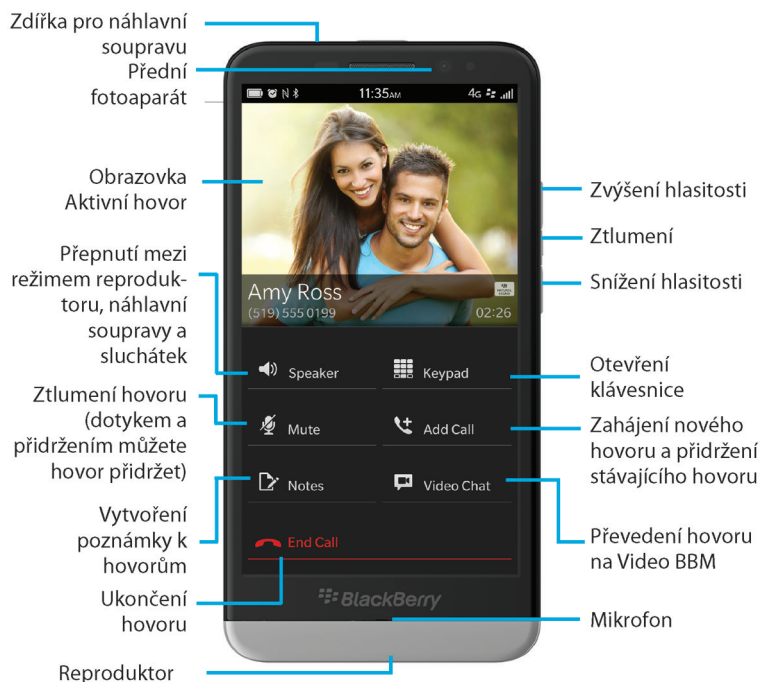 Zdířka pro náhlavní
soupravu
Přední
fotoaparát
Obrazovka
Aktivní hovor
Přepnutí mezi
režimem reproduk-
toru, náhlavní
soupravy a
sluchátek
Ztlumení hovoru
(dotykem a
přidržením můžete
hovor přidržet)
Vytvoření
poznámky k
hovorům
Ukončení
hovoru
Reproduktor
11:35AM
4G
Amy Ross
(519) 555 0199
02:26
Speaker
Keypad
Mute
Add Call
Notes
Video Chat
End Call
BlackBerry
Zvýšení hlasitosti
Ztlumení
Snížení hlasitosti
Otevření
klávesnice
Zahájení nového
hovoru a přidržení
stávajícího hovoru
Převedení hovoru
na Video BBM
Mikrofon